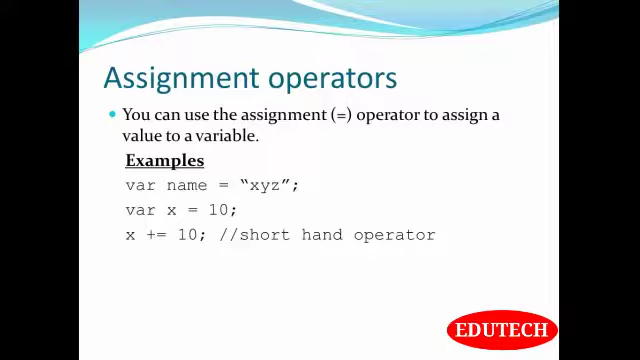 Assignment operators
You can use the assignment (=) operator to assign a
value to a variable.
Examples
var name = “xyz”;
var x = 10;
x += 10; //short hand operator
EDUTECH